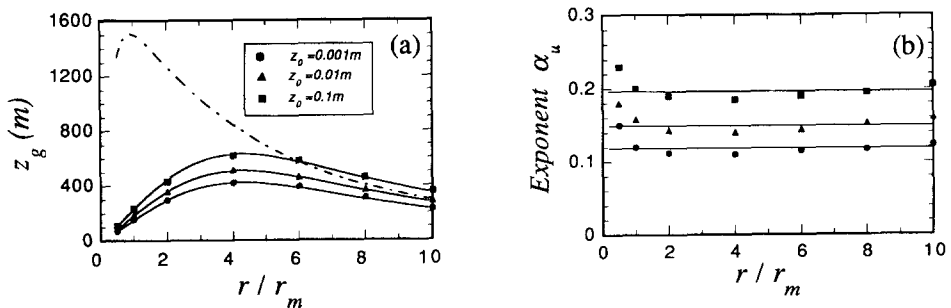 1600
1200
800
400
0
z_g (m)
(a)
z_0 =0.001m
z_0 =0.01m
z_0 =0.1m
0 2 4 6 8 10
r / r_m
0.3
0.2
0.1
0.0
Exponent α_u
(b)
0 2 4 6 8 10
r / r_m